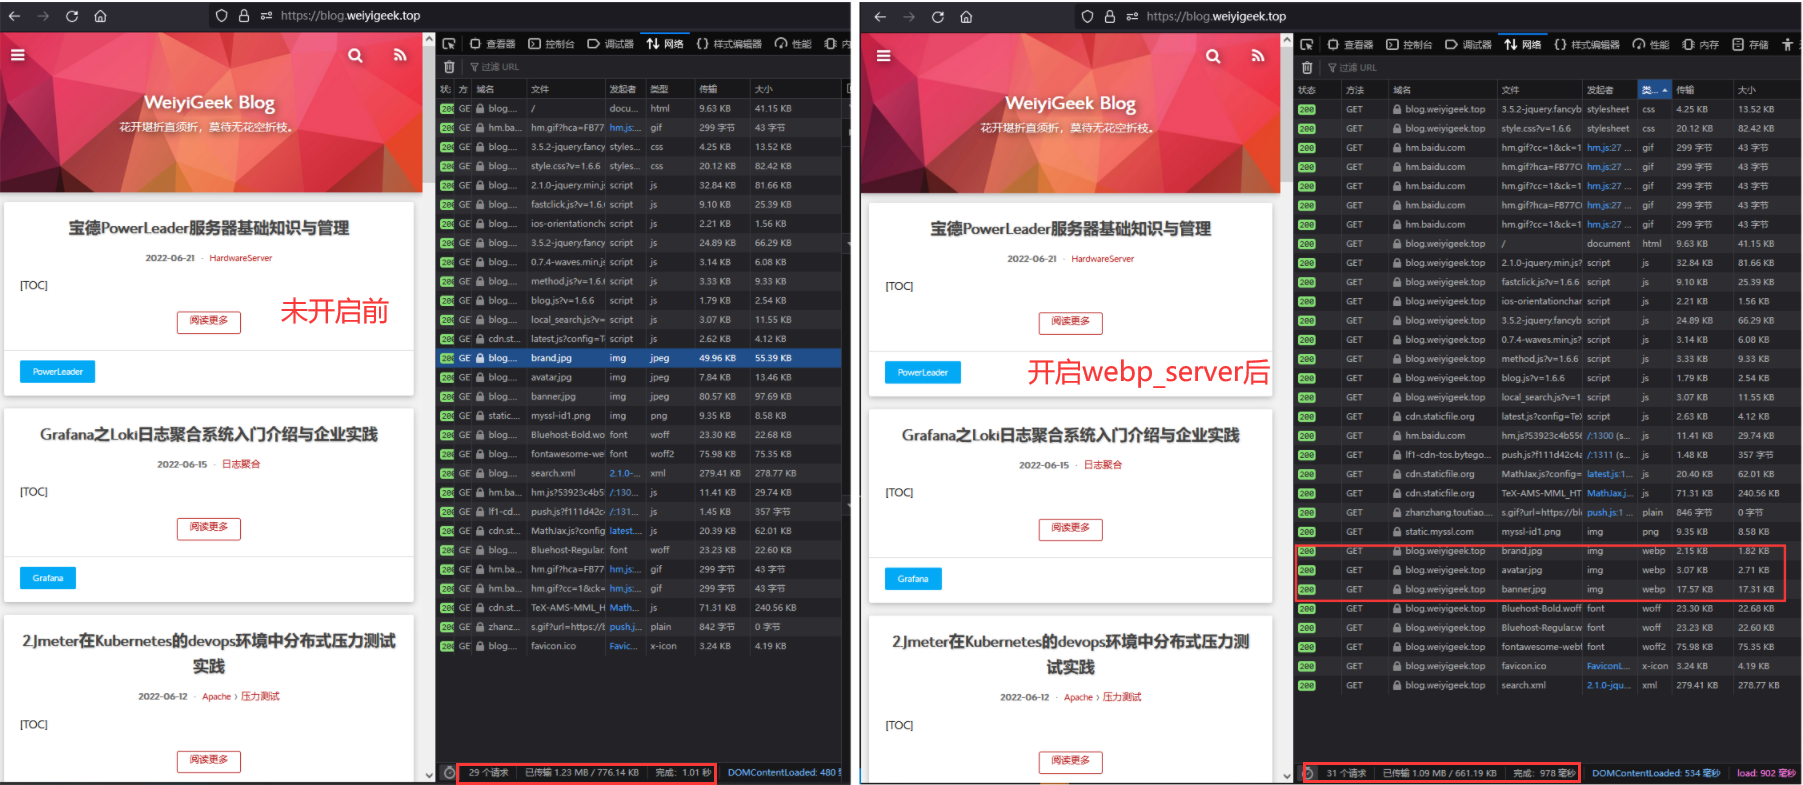 https://blog.weiyigeek.top
WeiyiGeek Blog
花开堪折直须折，莫待无花空折枝。
宝德PowerLeader服务器基础知识与管理
2022-06-21 · HardwareServer
[TOC]
阅读更多
未开启前
PowerLeader
Grafana之Loki日志聚合系统入门介绍与企业实践
2022-06-15 · 日志聚合
[TOC]
阅读更多
Grafana
2.Jmeter在Kubernetes的devops环境中分布式压力测试
实践
2022-06-12 · Apache › 压力测试
[TOC]
阅读更多
查看器 控制台 调试器 网络 {} 样式编辑器 性能 内
过滤 URL
状 方 域名 文件 发起者 类型 传输 大小
200 GE blog.... / docu... html 9.63 KB 41.15 KB
200 GE hm.ba... hm.gif?hca=FB77 hm.js:... gif 299 字节 43 字节
200 GE blog.... 3.5.2-jquery.fancy styles... css 4.25 KB 13.52 KB
200 GE blog.... style.css?v=1.6.6 styles... css 20.12 KB 82.42 KB
200 GE blog.... 2.1.0-jquery.min.j script js 32.84 KB 81.66 KB
200 GE blog.... fastclick.js?v=1.6. script js 9.10 KB 25.39 KB
200 GE blog.... ios-orientationcha script js 2.21 KB 1.56 KB
200 GE blog.... 3.5.2-jquery.fancy script js 24.89 KB 66.29 KB
200 GE blog.... 0.7.4-waves.min.j script js 3.14 KB 6.08 KB
200 GE blog.... method.js?v=1.6.6 script js 3.33 KB 9.33 KB
200 GE blog.... blog.js?v=1.6.6 script js 1.79 KB 2.54 KB
200 GE blog.... local_search.js?v= script js 3.07 KB 11.55 KB
200 GE cdn.st... latest.js?config=T script js 2.62 KB 4.12 KB
200 GE blog.... brand.jpg img jpeg 49.96 KB 55.39 KB
200 GE blog.... avatar.jpg img jpeg 7.84 KB 13.46 KB
200 GE blog.... banner.jpg img jpeg 80.57 KB 97.69 KB
200 GE static.... myssl-id1.png img png 9.35 KB 8.58 KB
200 GE blog.... Bluehost-Bold.wo font woff 23.30 KB 22.68 KB
200 GE blog.... fontawesome-wel font woff2 75.98 KB 75.35 KB
200 GE blog.... search.xml 2.1.0-... xml 279.41 KB 278.77 KB
200 GE hm.ba... hm.js?53923c4b5 /:130... js 11.41 KB 29.74 KB
200 GE lf1-cd... push.js?f111d42c /:131... js 1.45 KB 357 字节
200 GE cdn.st... MathJax.js?config latest.... js 20.39 KB 62.01 KB
200 GE blog.... Bluehost-Regular. font woff 23.23 KB 22.60 KB
200 GE hm.ba... hm.gif?hca=FB77 hm.js:... gif 299 字节 43 字节
200 GE hm.ba... hm.gif?cc=1&ck= hm.js:... gif 299 字节 43 字节
200 GE cdn.st... TeX-AMS-MML_H Math... js 71.31 KB 240.56 KB
200 GE zhanz... s.gif?url=https://b push.j... plain 842 字节 0 字节
200 GE blog.... favicon.ico Favic... x-icon 3.24 KB 4.19 KB
29 个请求 已传输 1.23 MB / 776.14 KB 完成：1.01 秒 DOMContentLoaded: 480
https://blog.weiyigeek.top
WeiyiGeek Blog
花开堪折直须折，莫待无花空折枝。
宝德PowerLeader服务器基础知识与管理
2022-06-21 · HardwareServer
[TOC]
阅读更多
PowerLeader
开启webp_server后
Grafana之Loki日志聚合系统入门介绍与企业实践
2022-06-15 · 日志聚合
[TOC]
阅读更多
Grafana
2.Jmeter在Kubernetes的devops环境中分布式压力测
试实践
2022-06-12 · Apache › 压力测试
[TOC]
阅读更多
查看器 控制台 调试器 网络 {} 样式编辑器 性能 内存 存储
过滤 URL
状态 方法 域名 文件 发起者 类... 传输 大小
200 GET blog.weiyigeek.top 3.5.2-jquery.fancyb stylesheet css 4.25 KB 13.52 KB
200 GET blog.weiyigeek.top style.css?v=1.6.6 stylesheet css 20.12 KB 82.42 KB
200 GET hm.baidu.com hm.gif?cc=1&ck=1 hm.js:27 ... gif 299 字节 43 字节
200 GET hm.baidu.com hm.gif?hca=FB77C hm.js:27 ... gif 299 字节 43 字节
200 GET hm.baidu.com hm.gif?cc=1&ck=1 hm.js:27 ... gif 299 字节 43 字节
200 GET hm.baidu.com hm.gif?hca=FB77C hm.js:27 ... gif 299 字节 43 字节
200 GET hm.baidu.com hm.gif?cc=1&ck=1 hm.js:27 ... gif 299 字节 43 字节
200 GET blog.weiyigeek.top / document html 9.63 KB 41.15 KB
200 GET blog.weiyigeek.top 2.1.0-jquery.min.js? script js 32.84 KB 81.66 KB
200 GET blog.weiyigeek.top fastclick.js?v=1.6.6 script js 9.10 KB 25.39 KB
200 GET blog.weiyigeek.top ios-orientationchan script js 2.21 KB 1.56 KB
200 GET blog.weiyigeek.top 3.5.2-jquery.fancyb script js 24.89 KB 66.29 KB
200 GET blog.weiyigeek.top 0.7.4-waves.min.js? script js 3.14 KB 6.08 KB
200 GET blog.weiyigeek.top method.js?v=1.6.6 script js 3.33 KB 9.33 KB
200 GET blog.weiyigeek.top blog.js?v=1.6.6 script js 1.79 KB 2.54 KB
200 GET blog.weiyigeek.top local_search.js?v=1. script js 3.07 KB 11.55 KB
200 GET cdn.staticfile.org latest.js?config=TeX script js 2.63 KB 4.12 KB
200 GET hm.baidu.com hm.js?53923c4b556 /:1300 (s... js 11.41 KB 29.74 KB
200 GET lf1-cdn-tos.bytego... push.js?f111d42c4a /:1311 (s... js 1.48 KB 357 字节
200 GET cdn.staticfile.org MathJax.js?config= latest.js:1... js 20.40 KB 62.01 KB
200 GET cdn.staticfile.org TeX-AMS-MML_HT MathJax.j... js 71.31 KB 240.56 KB
200 GET zhanzhang.toutiao.... s.gif?url=https://bl push.js:1 ... plain 846 字节 0 字节
200 GET static.myssl.com myssl-id1.png img png 9.35 KB 8.58 KB
200 GET blog.weiyigeek.top brand.jpg img webp 2.15 KB 1.82 KB
200 GET blog.weiyigeek.top avatar.jpg img webp 3.07 KB 2.71 KB
200 GET blog.weiyigeek.top banner.jpg img webp 17.57 KB 17.31 KB
200 GET blog.weiyigeek.top Bluehost-Bold.woff font woff 23.30 KB 22.68 KB
200 GET blog.weiyigeek.top Bluehost-Regular.w font woff 23.23 KB 22.60 KB
200 GET blog.weiyigeek.top fontawesome-webf font woff2 75.98 KB 75.35 KB
200 GET blog.weiyigeek.top favicon.ico FaviconL... x-icon 3.24 KB 4.19 KB
200 GET blog.weiyigeek.top search.xml 2.1.0-jqu... xml 279.41 KB 278.77 KB
31 个请求 已传输 1.09 MB / 661.19 KB 完成：978 毫秒 DOMContentLoaded: 534 毫秒 load: 902 毫秒